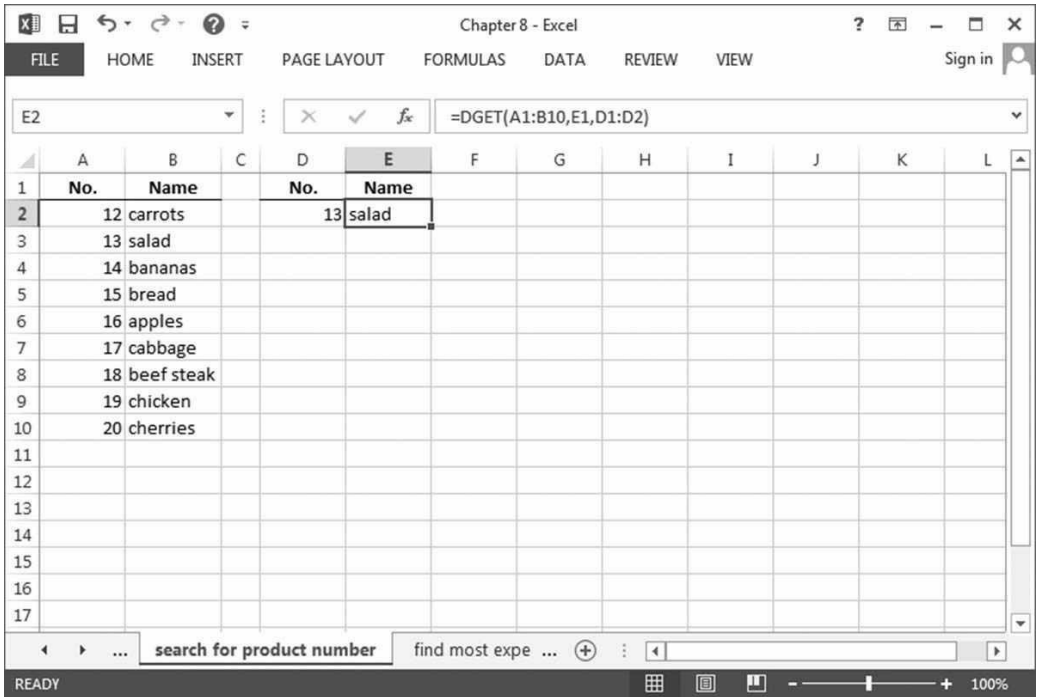 Chapter 8 - Excel ?
FILE HOME INSERT PAGE LAYOUT FORMULAS DATA REVIEW VIEW Sign in
E2 fx =DGET(A1:B10,E1,D1:D2)
A B C D E F G H I J K L
1 No. Name No. Name
2 12 carrots 13 salad
3 13 salad
4 14 bananas
5 15 bread
6 16 apples
7 17 cabbage
8 18 beef steak
9 19 chicken
10 20 cherries
11
12
13
14
15
16
17
... search for product number find most expe ...
READY 100%